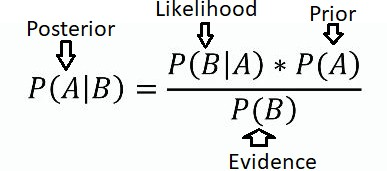 Likelihood Prior
Posterior
P(A|B) = P(B|A) * P(A)
P(B)
Evidence